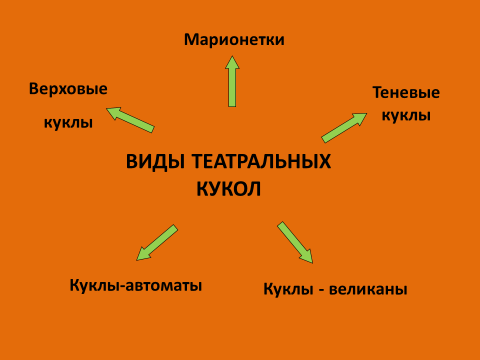 Марионетки
Верховые
куклы
Теневые
куклы
ВИДЫ ТЕАТРАЛЬНЫХ
КУКОЛ
Куклы-автоматы
Куклы - великаны